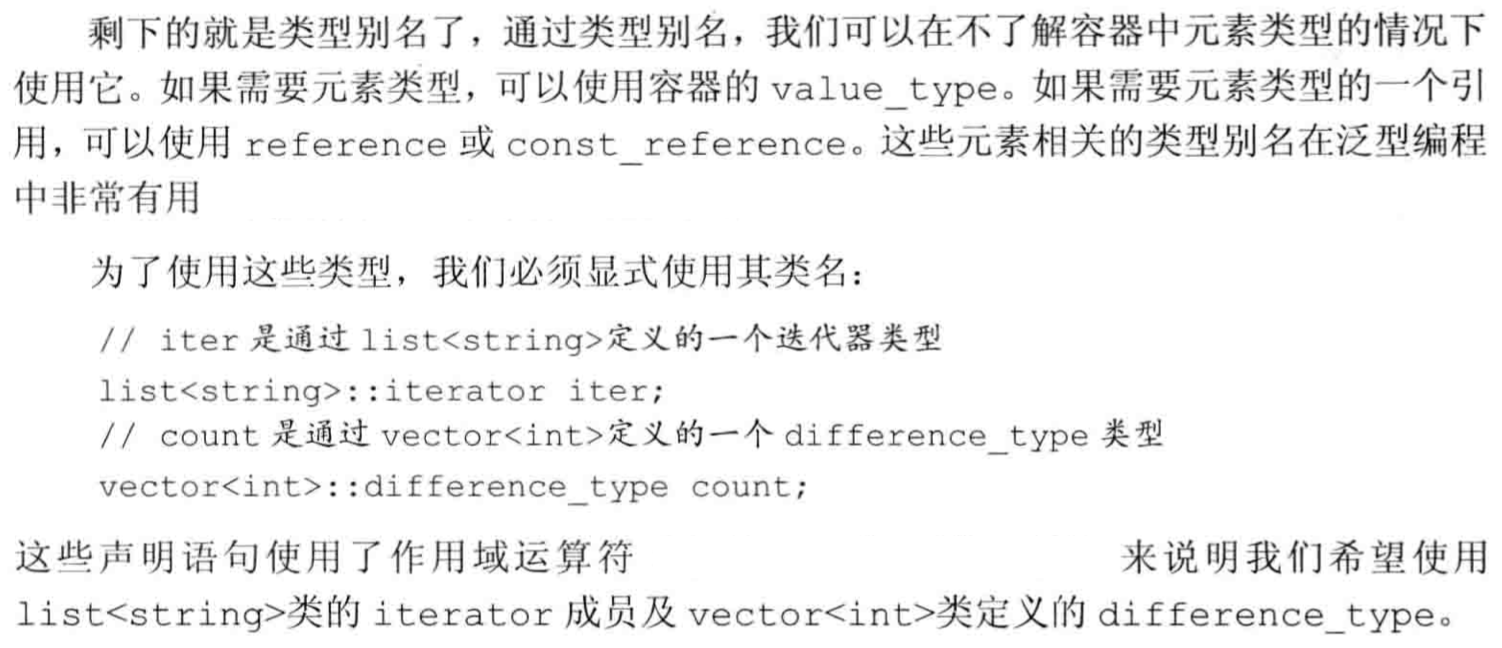 剩下的就是类型别名了，通过类型别名，我们可以在不了解容器中元素类型的情况下
使用它。如果需要元素类型，可以使用容器的 value_type。如果需要元素类型的一个引
用，可以使用 reference 或 const_reference。这些元素相关的类型别名在泛型编程
中非常有用
为了使用这些类型，我们必须显式使用其类名：
// iter 是通过 list<string>定义的一个迭代器类型
list<string>::iterator iter;
// count 是通过 vector<int>定义的一个 difference_type 类型
vector<int>::difference_type count;
这些声明语句使用了作用域运算符 来说明我们希望使用
list<string>类的 iterator 成员及 vector<int>类定义的 difference_type。